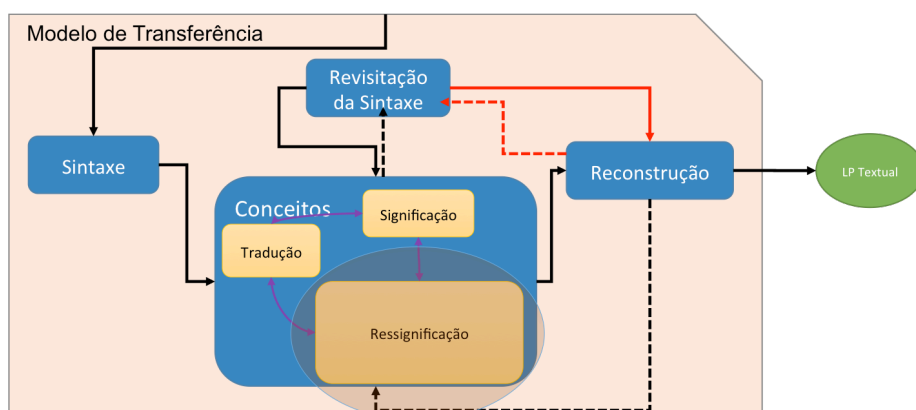 Modelo de Transferência
Revisitação
da Sintaxe
Sintaxe
Reconstrução
LP Textual
Conceitos
Significação
Tradução
Ressignificação